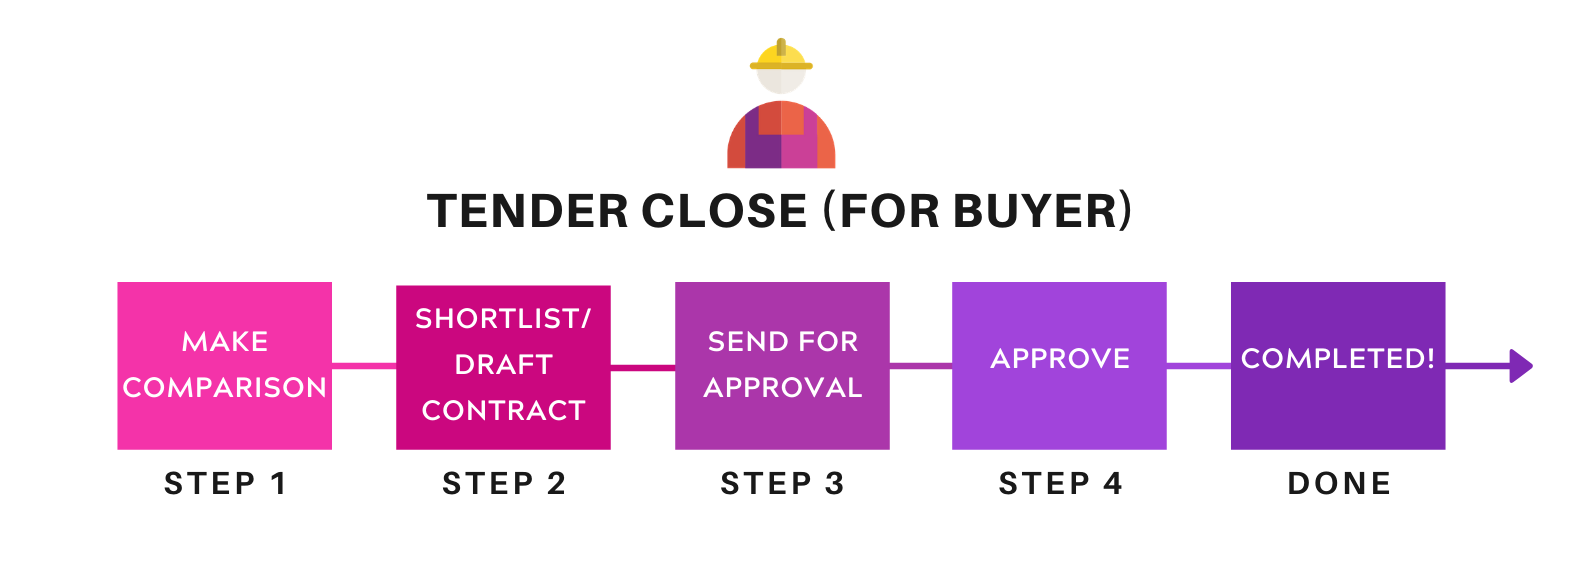 TENDER CLOSE (FOR BUYER)
MAKE
COMPARISON
STEP 1
SHORTLIST/
DRAFT
CONTRACT
STEP 2
SEND FOR
APPROVAL
STEP 3
APPROVE
STEP 4
COMPLETED!
DONE